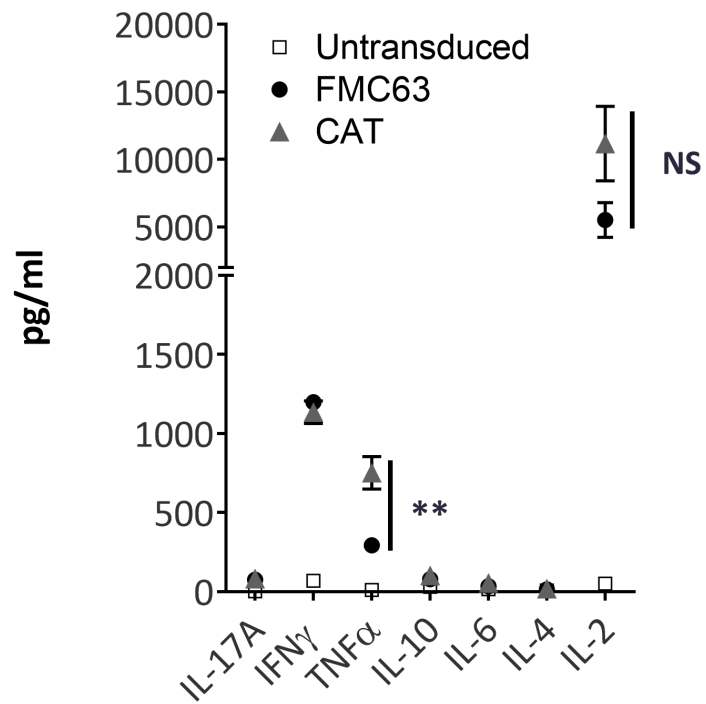 20000
15000
10000
5000
2000
1500
1000
500
0
pg/ml
Untransduced
FMC63
CAT
NS
**
IL-17A
IFNγ
TNFα
IL-10
IL-6
IL-4
IL-2